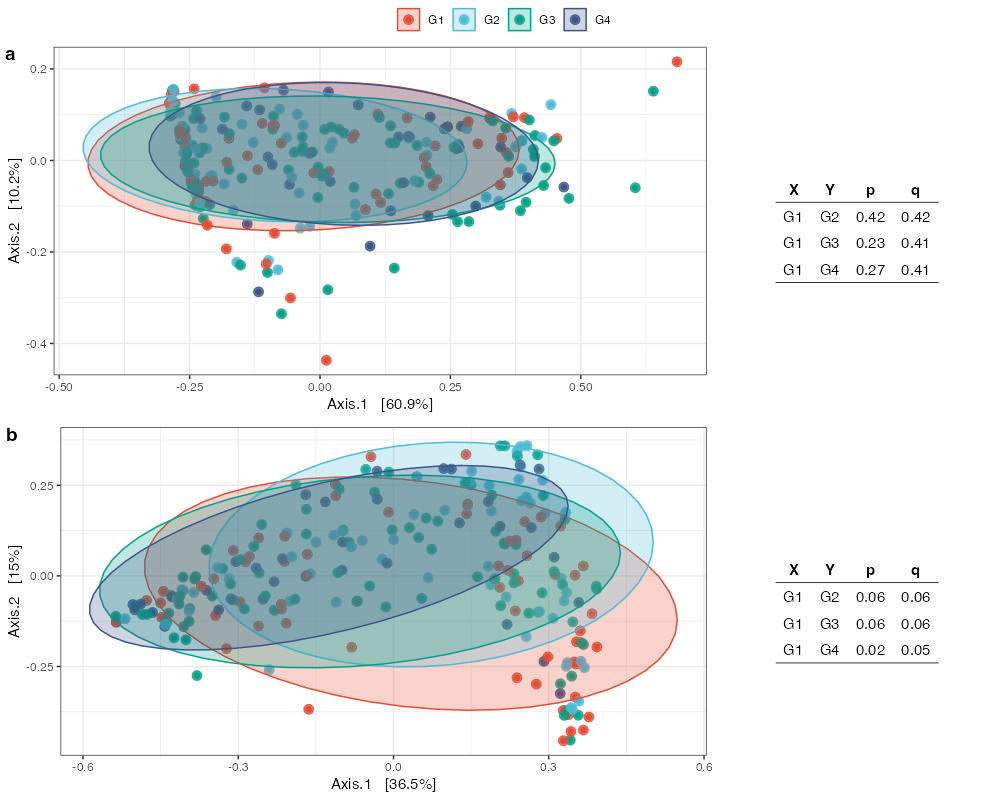 G1 G2 G3 G4
a
0.2
0.0
-0.2
-0.4
Axis.2 [10.2%]
-0.50 -0.25 0.00 0.25 0.50
Axis.1 [60.9%]
X Y p q
G1 G2 0.42 0.42
G1 G3 0.23 0.41
G1 G4 0.27 0.41
b
0.25
0.00
-0.25
Axis.2 [15%]
-0.6 -0.3 0.0 0.3 0.6
Axis.1 [36.5%]
X Y p q
G1 G2 0.06 0.06
G1 G3 0.06 0.06
G1 G4 0.02 0.05